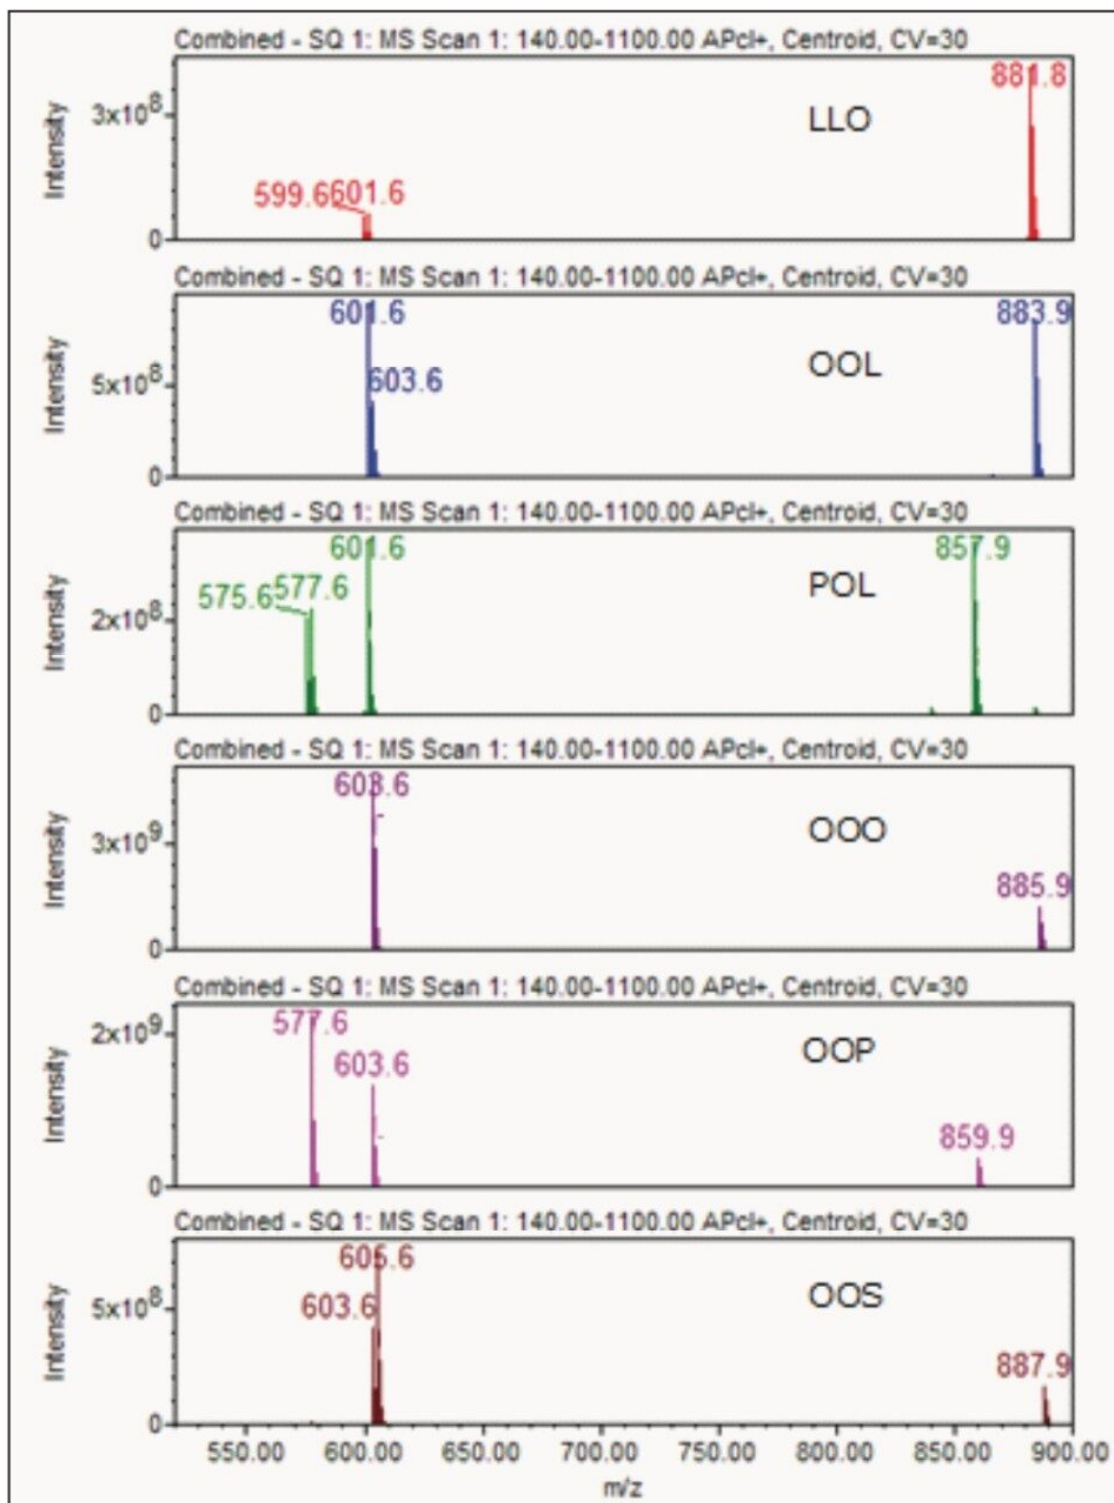 Combined - SQ 1: MS Scan 1: 140.00-1100.00 APcI+, Centroid, CV=30
881.8
3x10⁸
LLO
599.6 601.6
Intensity
0
Combined - SQ 1: MS Scan 1: 140.00-1100.00 APcI+, Centroid, CV=30
601.6 883.9
OOL
5x10⁸ 603.6
Intensity
0
Combined - SQ 1: MS Scan 1: 140.00-1100.00 APcI+, Centroid, CV=30
601.6 857.9
575.6 577.6 POL
2x10⁸
Intensity
0
Combined - SQ 1: MS Scan 1: 140.00-1100.00 APcI+, Centroid, CV=30
603.6
3x10⁹ OOO
885.9
Intensity
0
Combined - SQ 1: MS Scan 1: 140.00-1100.00 APcI+, Centroid, CV=30
577.6
2x10⁹ OOP
603.6
Intensity
859.9
0
Combined - SQ 1: MS Scan 1: 140.00-1100.00 APcI+, Centroid, CV=30
605.6
5x10⁸ 603.6 OOS
Intensity
887.9
0
550.00 600.00 650.00 700.00 750.00 800.00 850.00 900.00
m/z